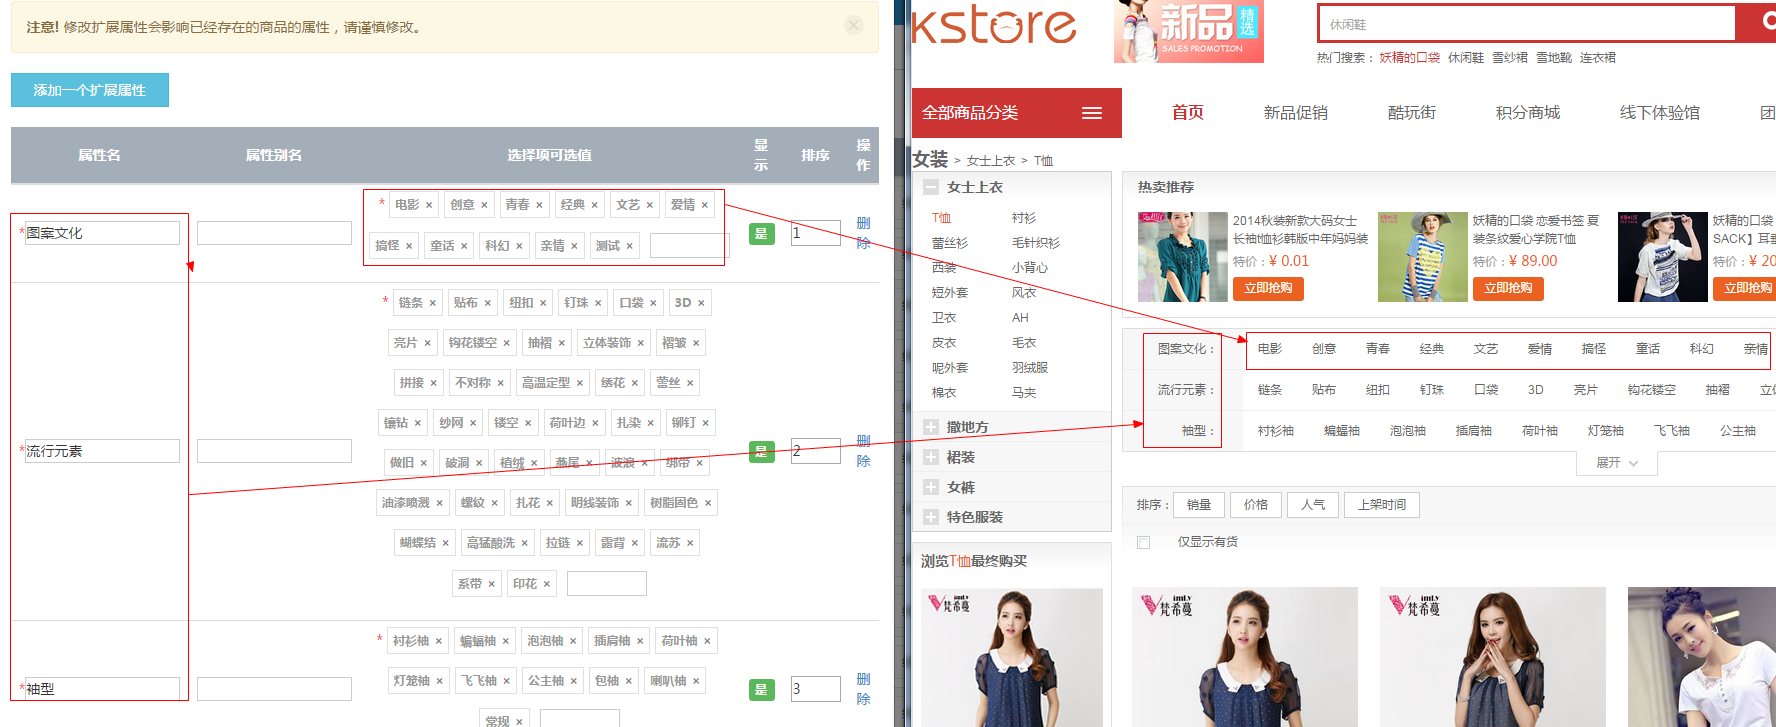 注意! 修改扩展属性会影响已经存在的商品的属性，请谨慎修改。
添加一个扩展属性
属性名 属性别名 选择项可选值 显示 排序 操作
*图案文化
* 电影 × 创意 × 青春 × 经典 × 文艺 × 爱情 ×
搞怪 × 童话 × 科幻 × 亲情 × 测试 ×
是 1 删除
*流行元素
* 链条 × 贴布 × 纽扣 × 钉珠 × 口袋 × 3D ×
亮片 × 钩花镂空 × 抽褶 × 立体装饰 × 褶皱 ×
拼接 × 不对称 × 高温定型 × 绣花 × 蕾丝 ×
镶钻 × 纱网 × 镂空 × 荷叶边 × 扎染 × 铆钉 ×
做旧 × 破洞 × 植绒 × 燕尾 × 波浪 × 绑带 ×
油漆喷溅 × 螺纹 × 扎花 × 明线装饰 × 树脂固色 ×
蝴蝶结 × 高猛酸洗 × 拉链 × 露背 × 流苏 ×
系带 × 印花 ×
是 2 删除
*袖型
* 衬衫袖 × 蝙蝠袖 × 泡泡袖 × 插肩袖 × 荷叶袖 ×
灯笼袖 × 飞飞袖 × 公主袖 × 包袖 × 喇叭袖 ×
常规 ×
是 3 删除
kstore
新品 精选
SALES PROMOTION
休闲鞋
热门搜索： 妖精的口袋 休闲鞋 雪纺裙 雪地靴 连衣裙
全部商品分类
首页 新品促销 酷玩街 积分商城 线下体验馆 团
女装 > 女士上衣 > T恤
女士上衣
T恤 衬衫
蕾丝衫 毛针织衫
西装 小背心
短外套 风衣
卫衣 AH
皮衣 毛衣
呢外套 羽绒服
棉衣 马夹
撒地方
裙装
女裤
特色服装
浏览T恤最终购买
梵希蔓
热卖推荐
2014秋装新款大码女士
长袖t恤衫韩版中年妈妈装
特价：¥ 0.01
立即抢购
妖精的口袋 恋爱书签 夏
装条纹爱心学院T恤
特价：¥ 89.00
立即抢购
妖精的口
SACK】耳
特价：¥ 20
立即抢购
图案文化： 电影 创意 青春 经典 文艺 爱情 搞怪 童话 科幻 亲情
流行元素： 链条 贴布 纽扣 钉珠 口袋 3D 亮片 钩花镂空 抽褶 立
袖型： 衬衫袖 蝙蝠袖 泡泡袖 插肩袖 荷叶袖 灯笼袖 飞飞袖 公主袖
展开
排序： 销量 价格 人气 上架时间
仅显示有货
imLy
梵希蔓
imLy
梵希蔓